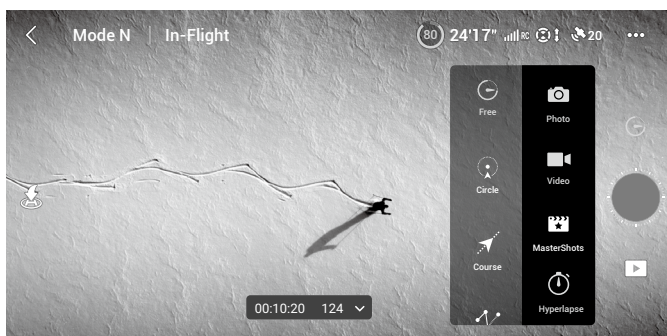 Mode N In-Flight
80 24'17" RC 20
Free
Circle
Course
Photo
Video
MasterShots
Hyperlapse
00:10:20 124